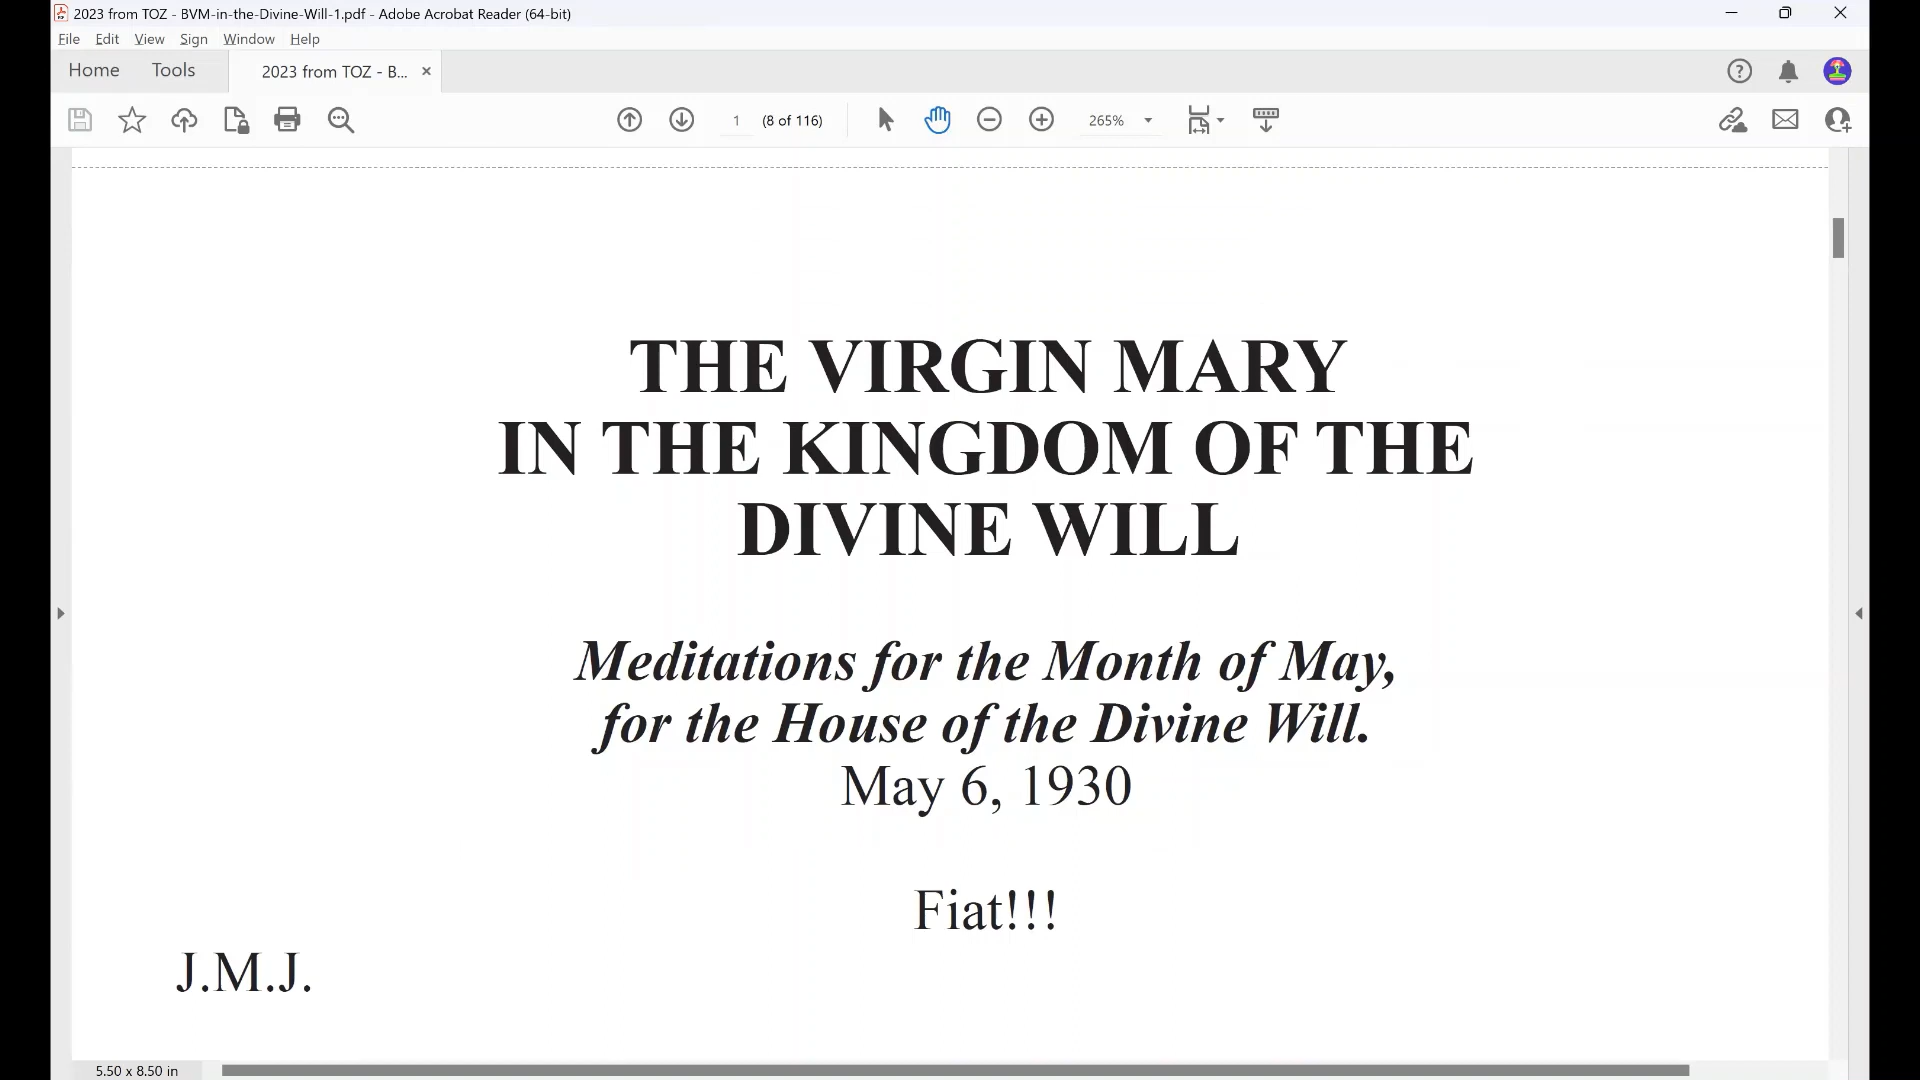 2023 from TOZ - BVM-in-the-Divine-Will-1.pdf - Adobe Acrobat Reader (64-bit)
File Edit View Sign Window Help
Home Tools 2023 from TOZ - B...
1 (8 of 116) 265%
THE VIRGIN MARY
IN THE KINGDOM OF THE
DIVINE WILL
Meditations for the Month of May,
for the House of the Divine Will.
May 6, 1930
Fiat!!!
J.M.J.
5.50 x 8.50 in